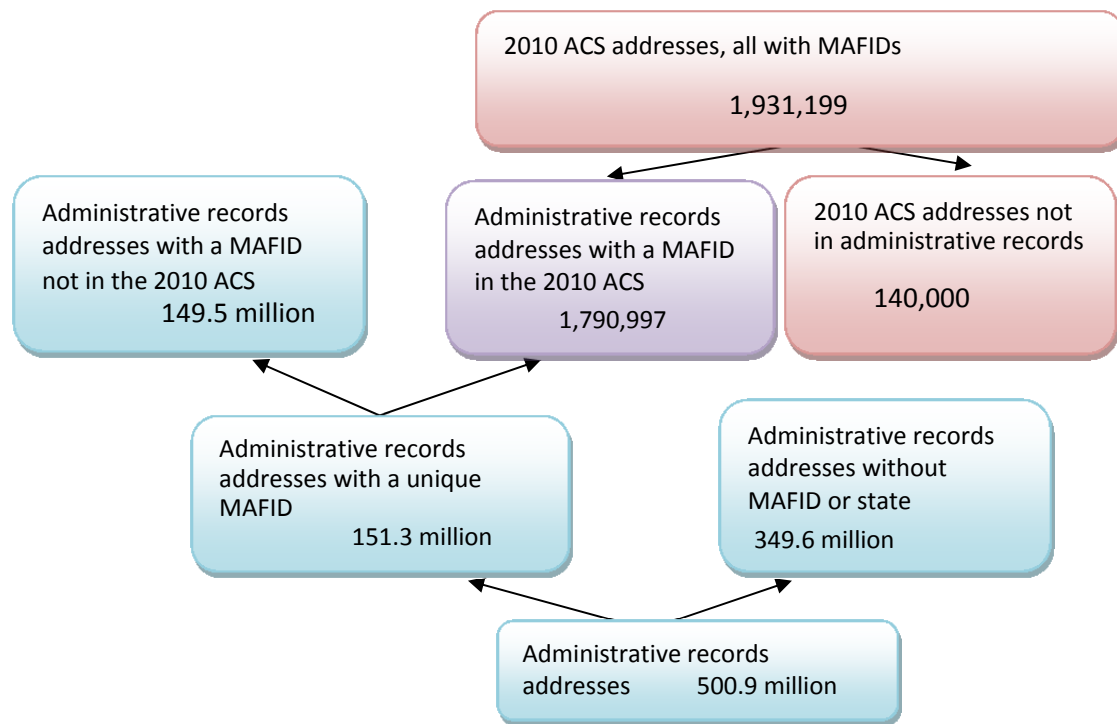 2010 ACS addresses, all with MAFIDs
1,931,199
Administrative records
addresses with a MAFID
not in the 2010 ACS
149.5 million
Administrative records
addresses with a MAFID
in the 2010 ACS
1,790,997
2010 ACS addresses not
in administrative records
140,000
Administrative records
addresses with a unique
MAFID
151.3 million
Administrative records
addresses without
MAFID or state
349.6 million
Administrative records
addresses 500.9 million